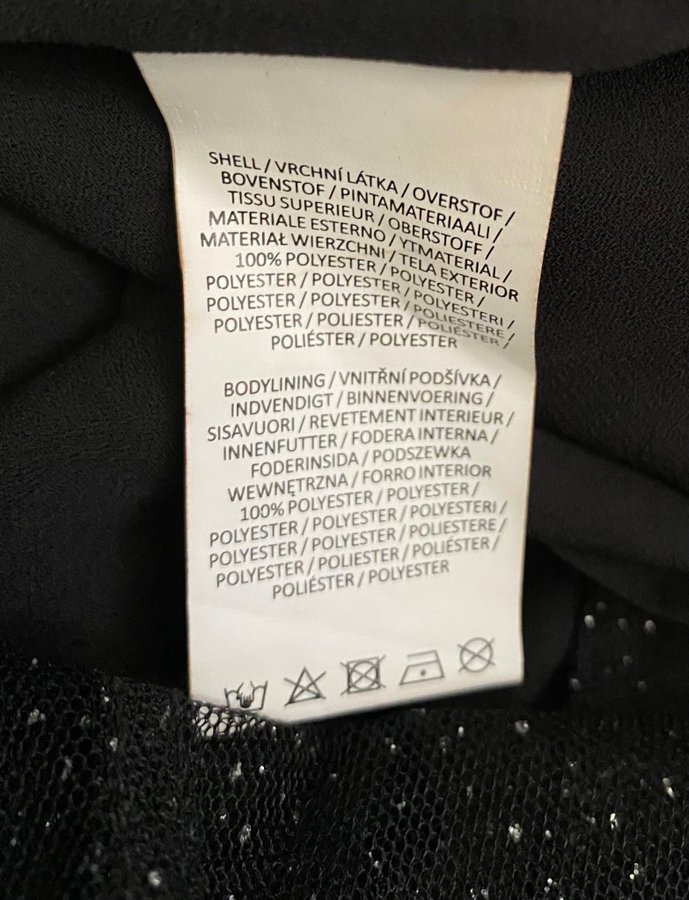 SHELL / VRCHNÍ LÁTKA / OVERSTOF /
BOVENSTOF / PINTAMATERIAALI /
TISSU SUPERIEUR / OBERSTOFF /
MATERIALE ESTERNO / YTMATERIAL /
MATERIAŁ WIERZCHNI / TELA EXTERIOR
100% POLYESTER / POLYESTER /
POLYESTER / POLYESTER / POLYESTERI /
POLYESTER / POLYESTER / POLIESTERE /
POLYESTER / POLIESTER / POLIÉSTER /
POLIÉSTER / POLYESTER
BODYLINING / VNITŘNÍ PODŠÍVKA /
INDVENDIGT / BINNENVOERING /
SISAVUORI / REVETEMENT INTERIEUR /
INNENFUTTER / FODERA INTERNA /
FODERINSIDA / PODSZEWKA
WEWNĘTRZNA / FORRO INTERIOR
100% POLYESTER / POLYESTER /
POLYESTER / POLYESTER / POLYESTERI /
POLYESTER / POLYESTER / POLIESTERE /
POLYESTER / POLIESTER / POLIÉSTER /
POLIÉSTER / POLYESTER